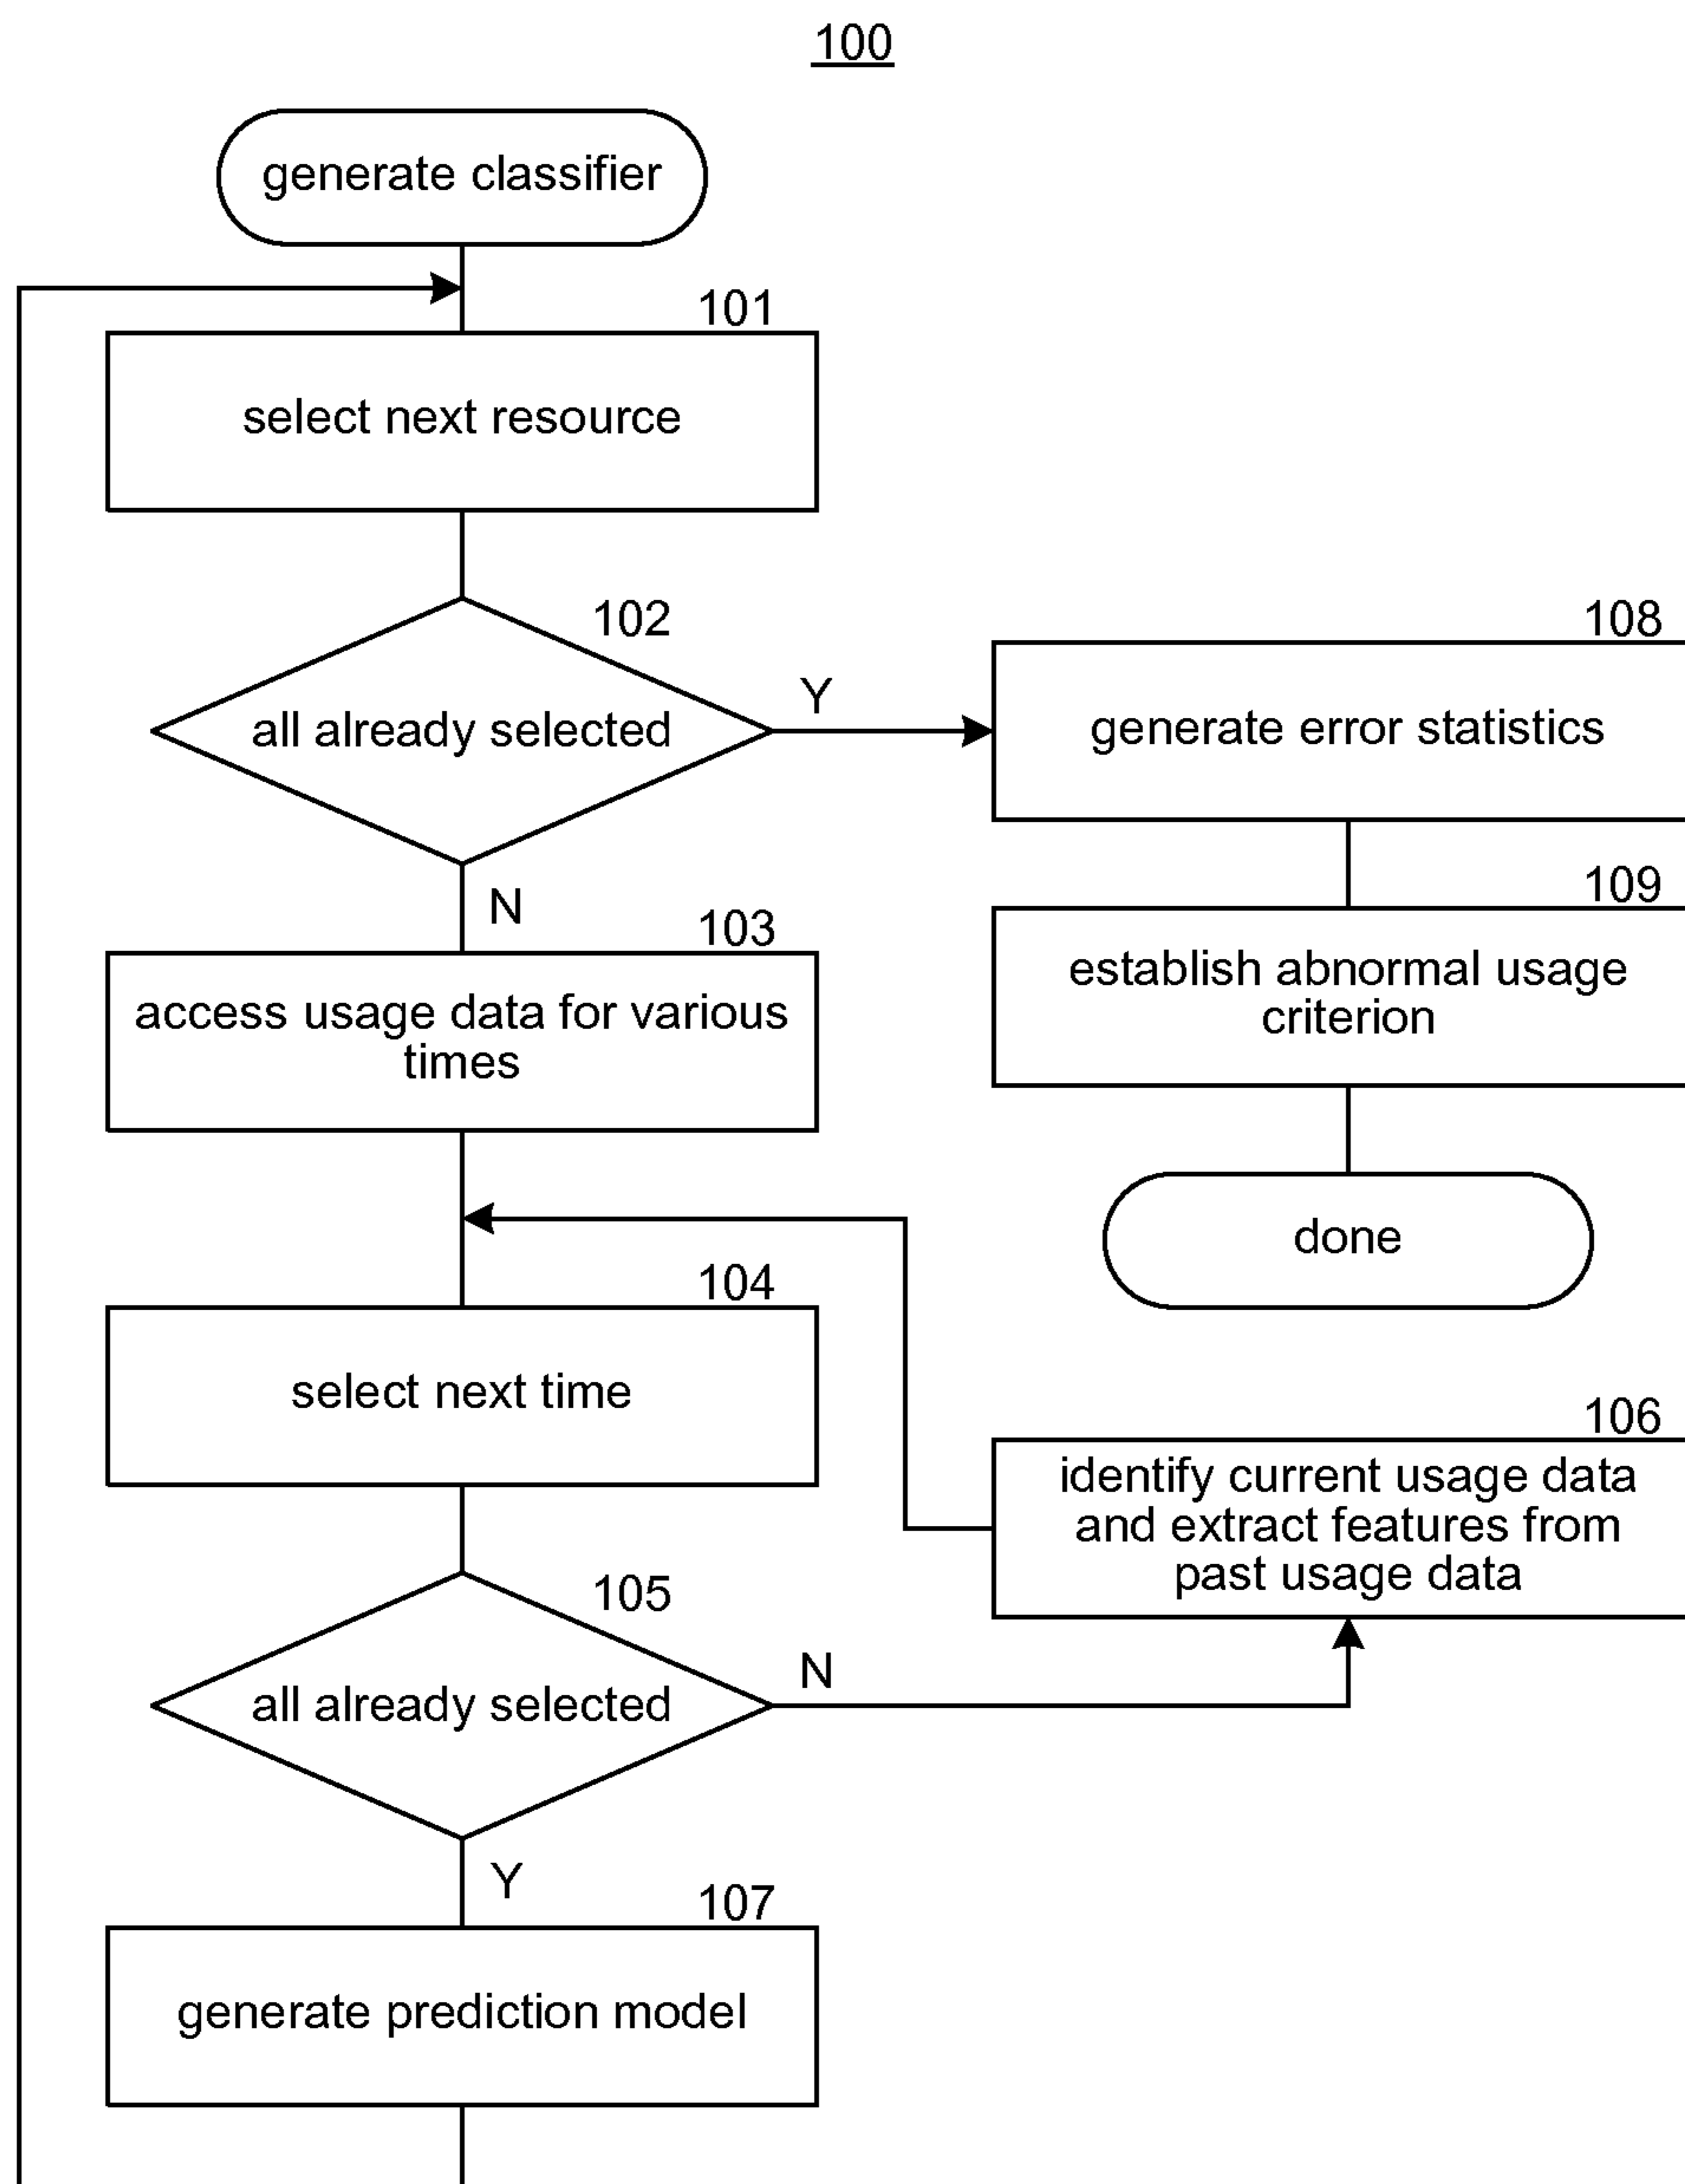 100
generate classifier
101
select next resource
102
all already selected
Y
N
108
generate error statistics
109
establish abnormal usage
criterion
done
103
access usage data for various
times
104
select next time
105
all already selected
N
Y
106
identify current usage data
and extract features from
past usage data
107
generate prediction model